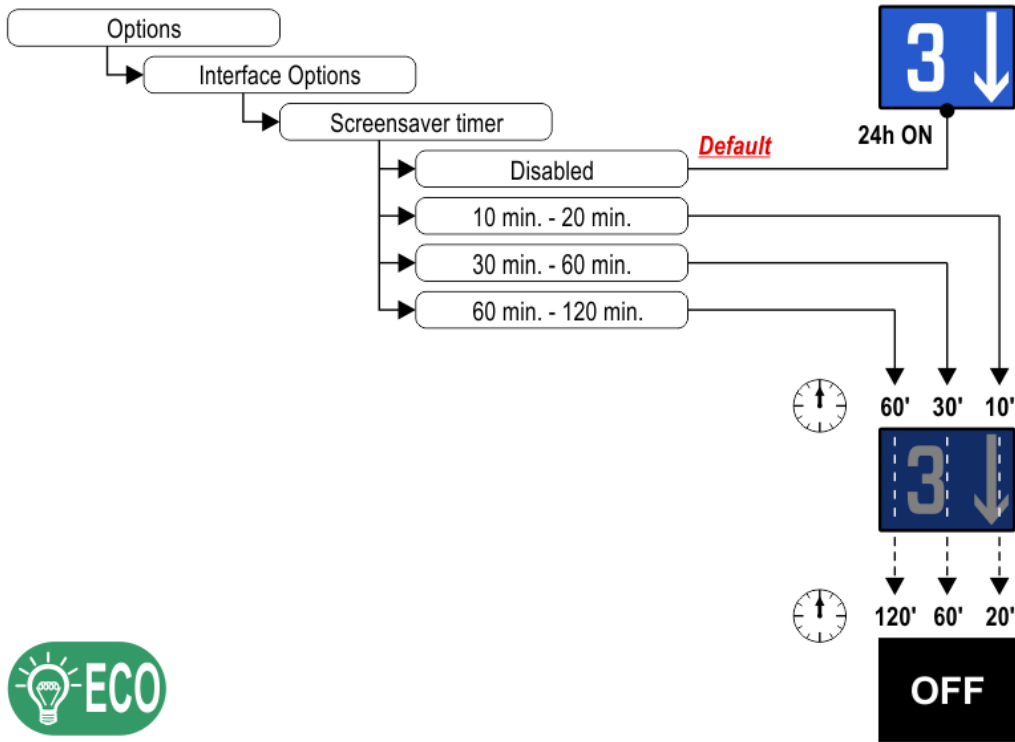 Options
3
Interface Options
Screensaver timer
24h ON
Default
Disabled
10 min. - 20 min.
30 min. - 60 min.
60 min. - 120 min.
60' 30' 10'
3
120' 60' 20'
ECO
OFF